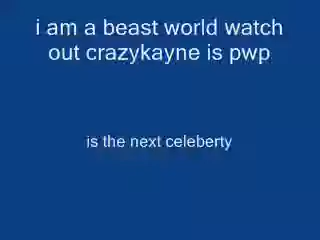 i am a beast world watch
out crazykayne is pwp
is the next celeberty